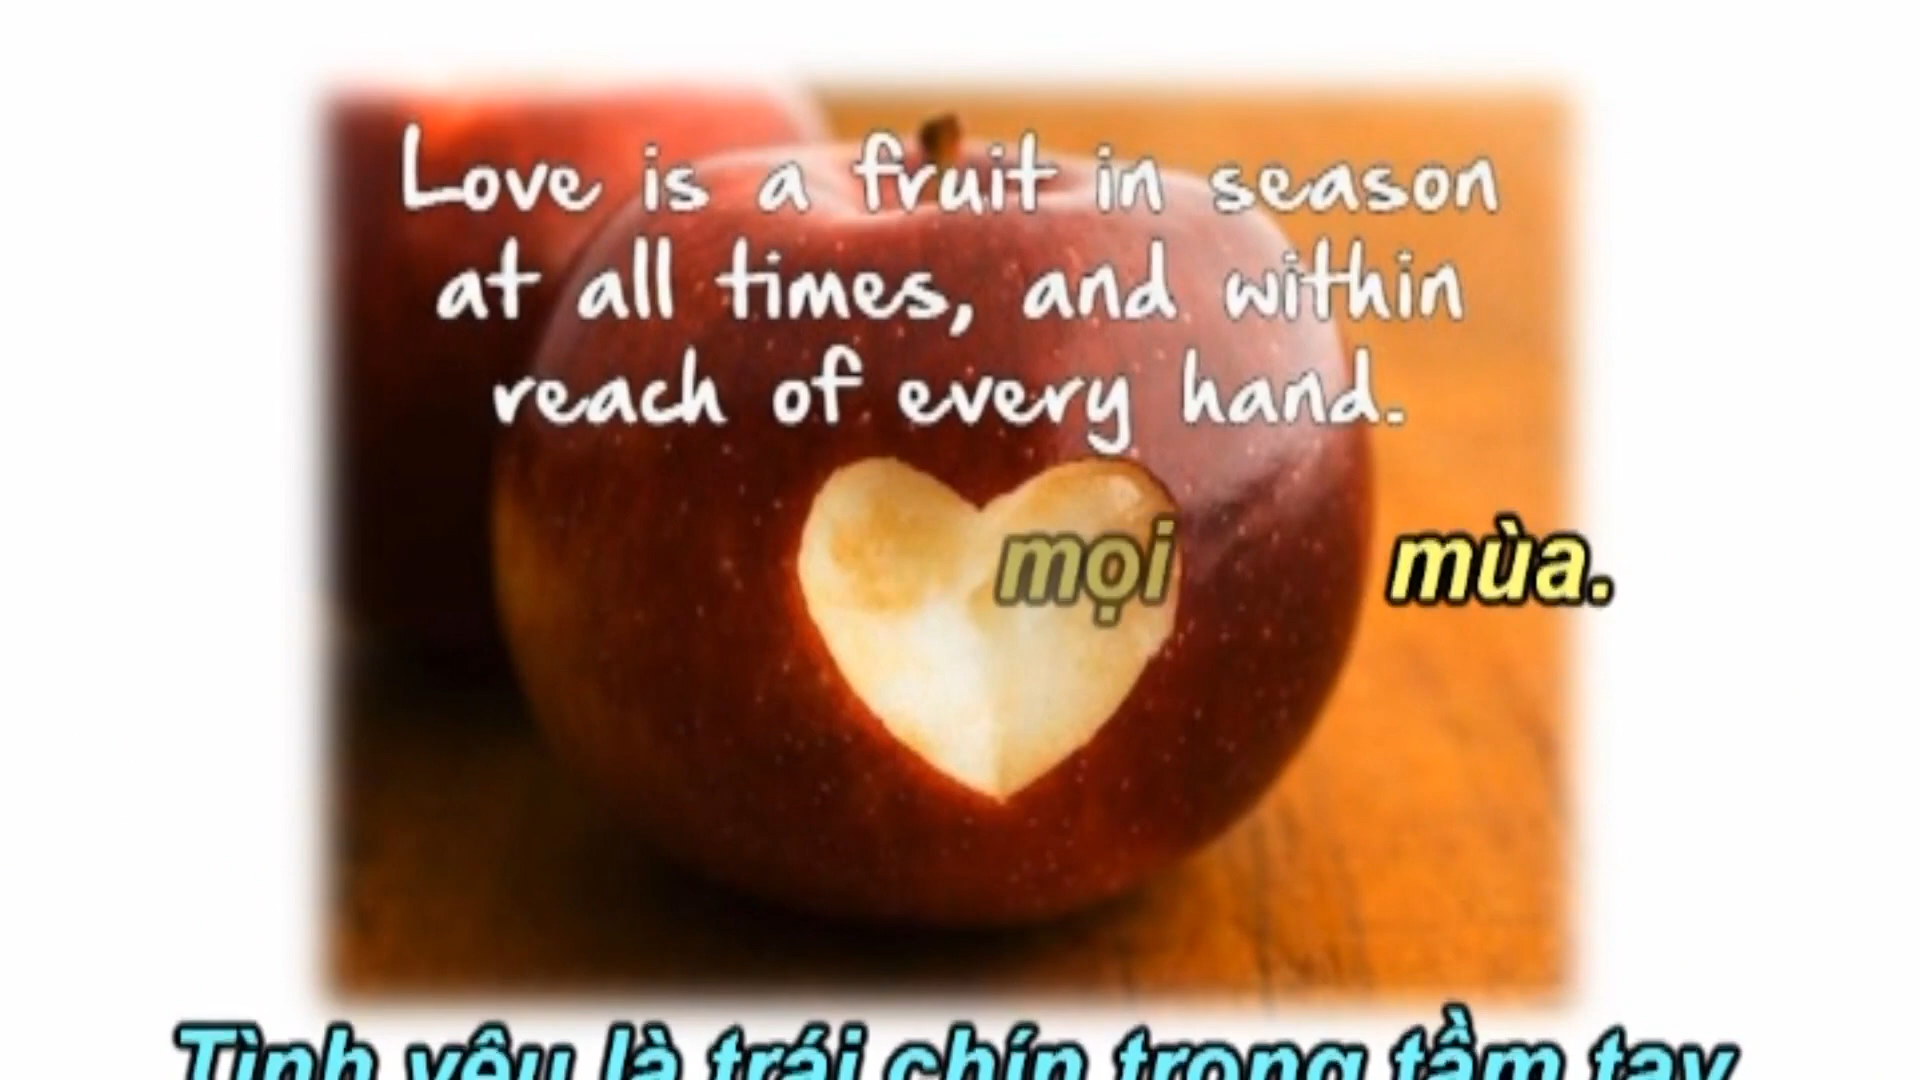 Love is a fruit in season
at all times, and within
reach of every hand.
mọi mùa.
Tình yêu là trái chín trong tầm tay